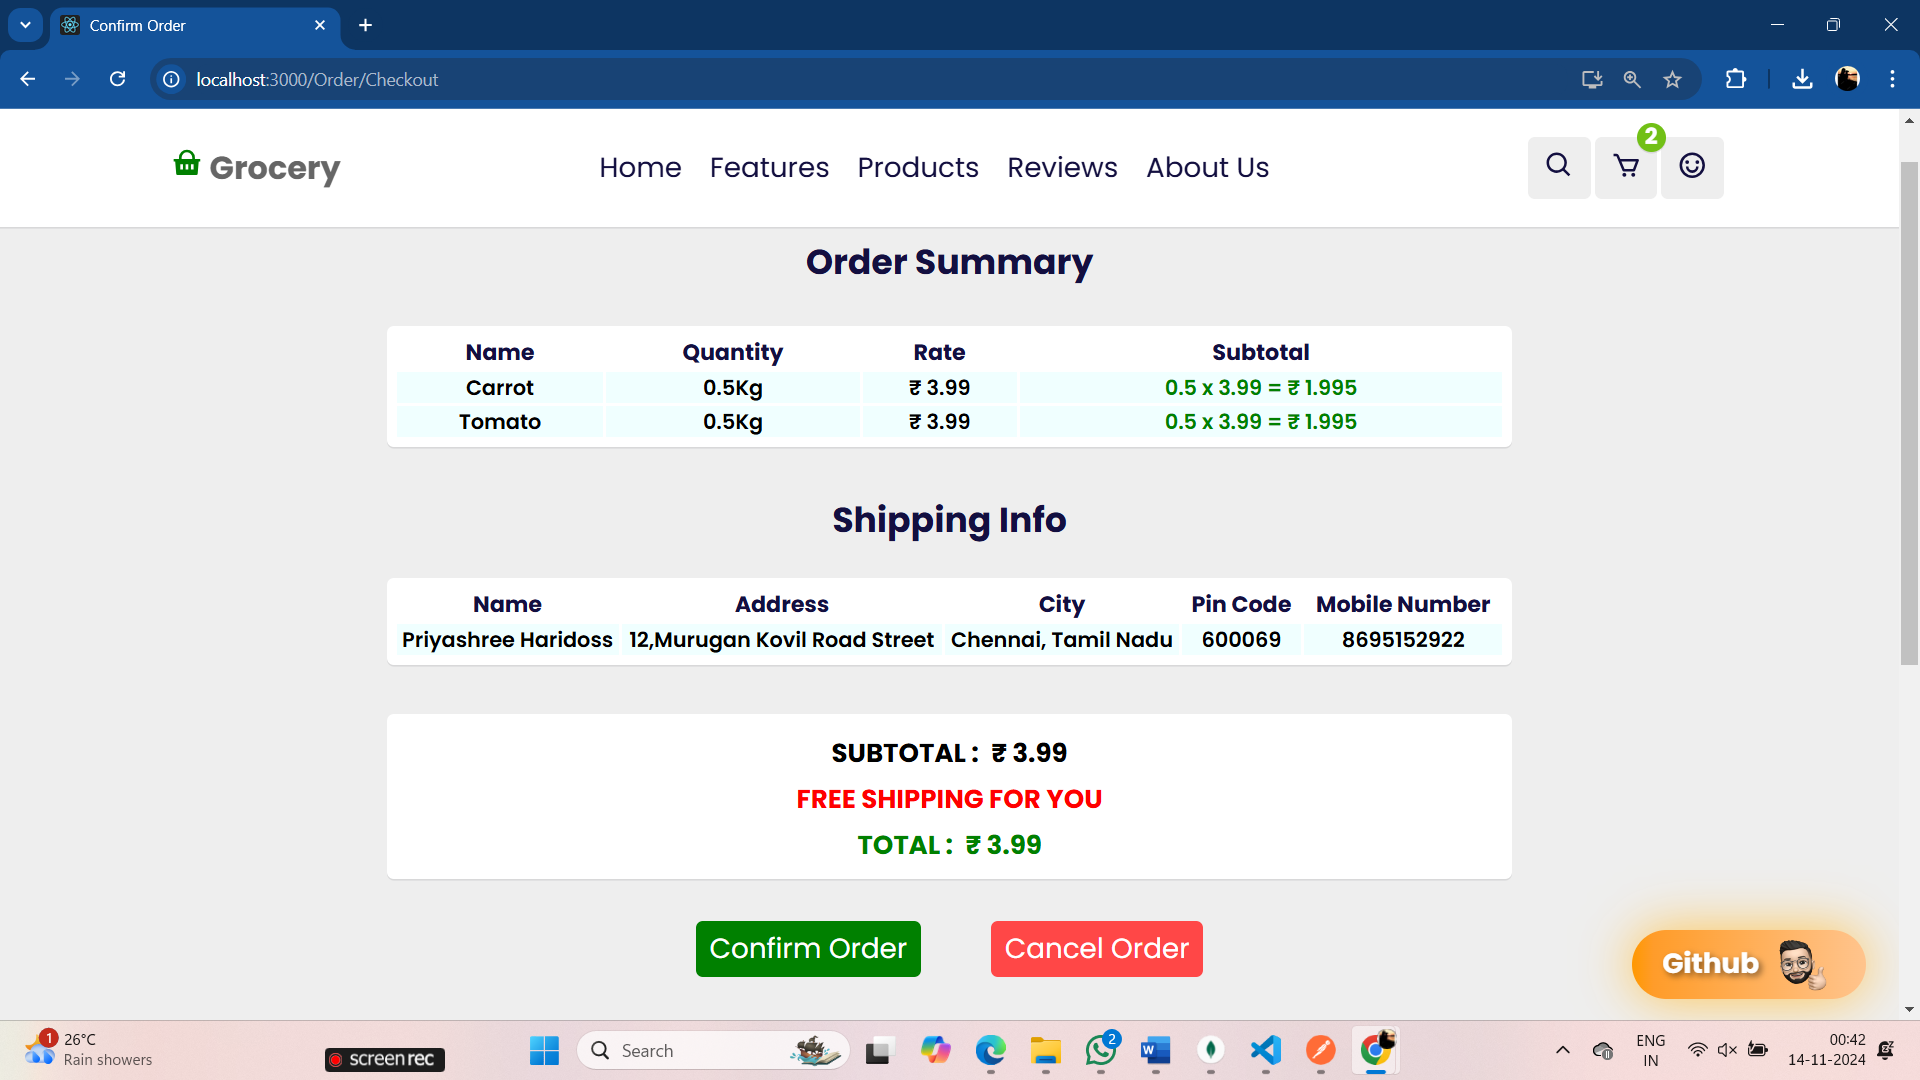 Confirm Order
localhost:3000/Order/Checkout
Grocery
Home Features Products Reviews About Us
2
Order Summary
Name Quantity Rate Subtotal
Carrot 0.5Kg ₹ 3.99 0.5 x 3.99 = ₹ 1.995
Tomato 0.5Kg ₹ 3.99 0.5 x 3.99 = ₹ 1.995
Shipping Info
Name Address City Pin Code Mobile Number
Priyashree Haridoss 12,Murugan Kovil Road Street Chennai, Tamil Nadu 600069 8695152922
SUBTOTAL : ₹ 3.99
FREE SHIPPING FOR YOU
TOTAL : ₹ 3.99
Confirm Order Cancel Order
Github
1 26°C
Rain showers
screenrec
Search
2
W
ENG
IN
00:42
14-11-2024